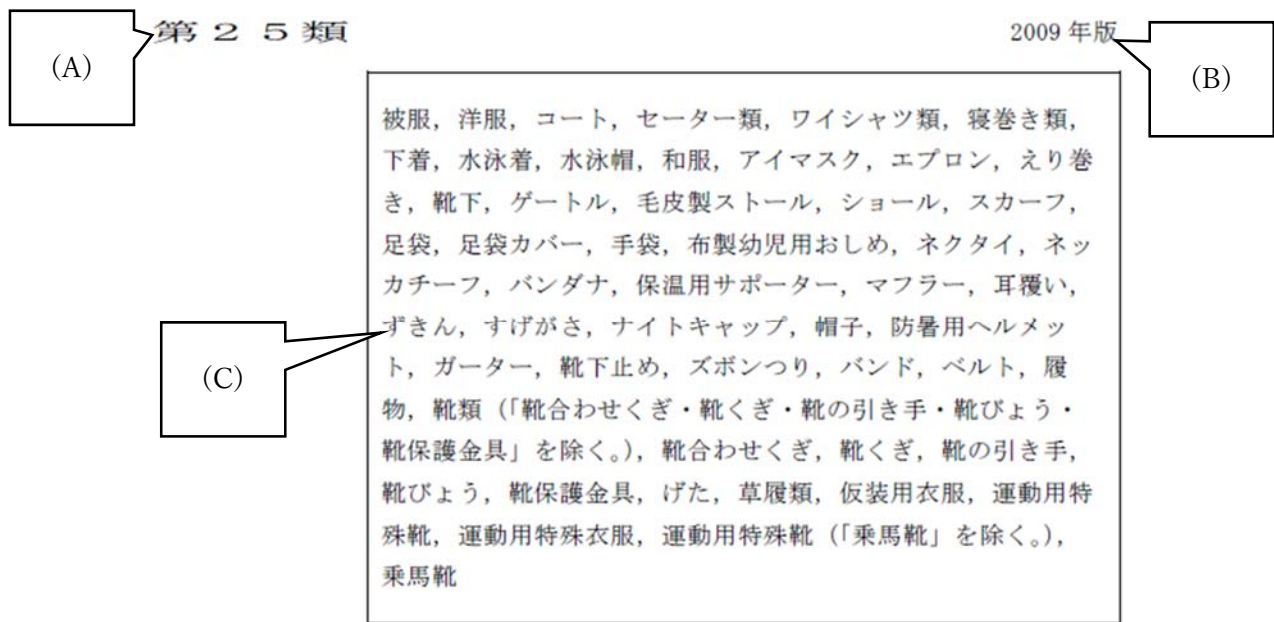 第２５類
2009 年版
(A)
(B)
被服，洋服，コート，セーター類，ワイシャツ類，寝巻き類，
下着，水泳着，水泳帽，和服，アイマスク，エプロン，えり巻
き，靴下，ゲートル，毛皮製ストール，ショール，スカーフ，
足袋，足袋カバー，手袋，布製幼児用おしめ，ネクタイ，ネッ
カチーフ，バンダナ，保温用サポーター，マフラー，耳覆い，
ずきん，すげがさ，ナイトキャップ，帽子，防暑用ヘルメッ
(C)
ト，ガーター，靴下止め，ズボンつり，バンド，ベルト，履
物，靴類（「靴合わせくぎ・靴くぎ・靴の引き手・靴びょう・
靴保護金具」を除く。），靴合わせくぎ，靴くぎ，靴の引き手，
靴びょう，靴保護金具，げた，草履類，仮装用衣服，運動用特
殊靴，運動用特殊衣服，運動用特殊靴（「乗馬靴」を除く。），
乗馬靴